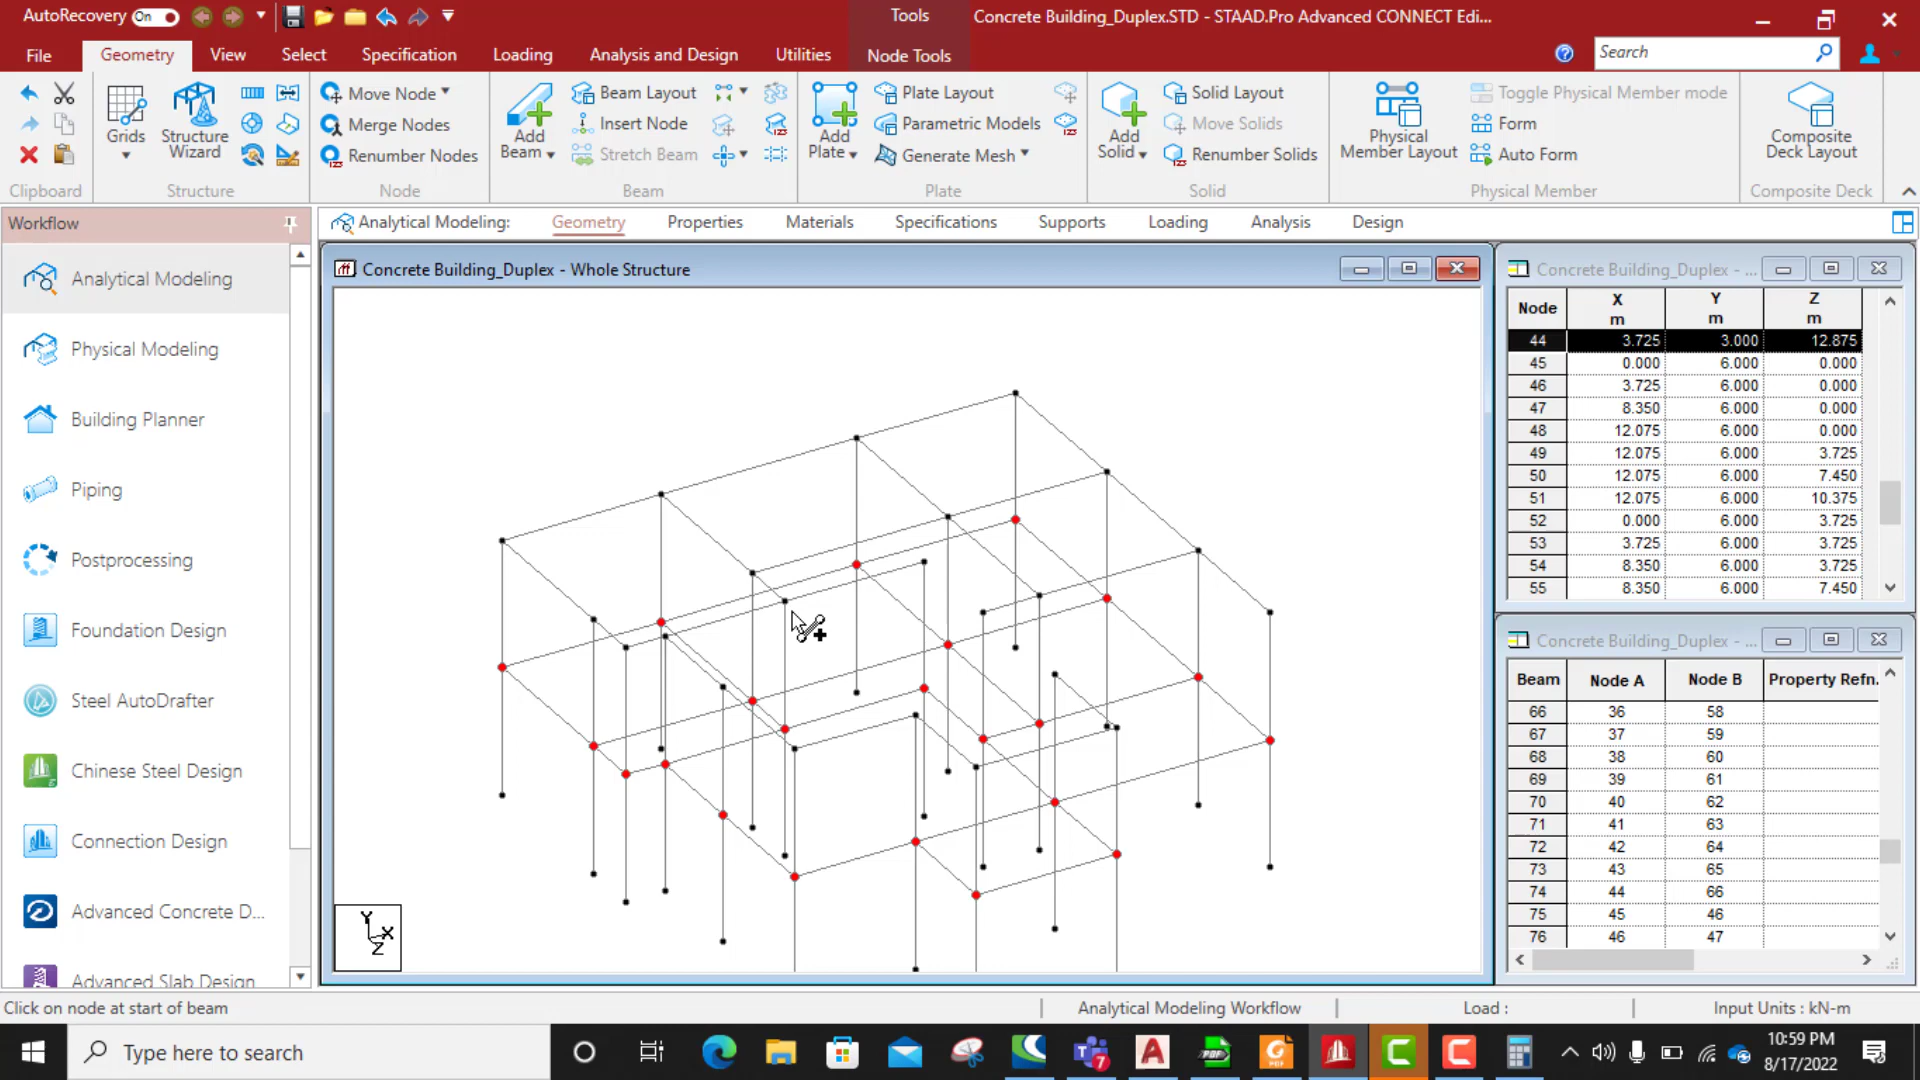 AutoRecovery On
Tools
Concrete Building_Duplex.STD - STAAD.Pro Advanced CONNECT Edi...
File
Geometry
View
Select
Specification
Loading
Analysis and Design
Utilities
Node Tools
Search
Grids
Structure Wizard
Move Node
Merge Nodes
Renumber Nodes
Add Beam
Beam Layout
Insert Node
Stretch Beam
Add Plate
Plate Layout
Parametric Models
Generate Mesh
Add Solid
Solid Layout
Move Solids
Renumber Solids
Physical Member Layout
Toggle Physical Member mode
Form
Auto Form
Composite Deck Layout
Clipboard
Structure
Node
Beam
Plate
Solid
Physical Member
Composite Deck
Workflow
Analytical Modeling
Physical Modeling
Building Planner
Piping
Postprocessing
Foundation Design
Steel AutoDrafter
Chinese Steel Design
Connection Design
Advanced Concrete D...
Advanced Slab Design
Analytical Modeling:
Geometry
Properties
Materials
Specifications
Supports
Loading
Analysis
Design
Concrete Building_Duplex - Whole Structure
Y
X
Z
Concrete Building_Duplex - ...
Node X m Y m Z m
44 3.725 3.000 12.875
45 0.000 6.000 0.000
46 3.725 6.000 0.000
47 8.350 6.000 0.000
48 12.075 6.000 0.000
49 12.075 6.000 3.725
50 12.075 6.000 7.450
51 12.075 6.000 10.375
52 0.000 6.000 3.725
53 3.725 6.000 3.725
54 8.350 6.000 3.725
55 8.350 6.000 7.450
Concrete Building_Duplex - ...
Beam Node A Node B Property Refn.
66 36 58
67 37 59
68 38 60
69 39 61
70 40 62
71 41 63
72 42 64
73 43 65
74 44 66
75 45 46
76 46 47
Click on node at start of beam
Analytical Modeling Workflow
Load :
Input Units : kN-m
Type here to search
10:59 PM
8/17/2022